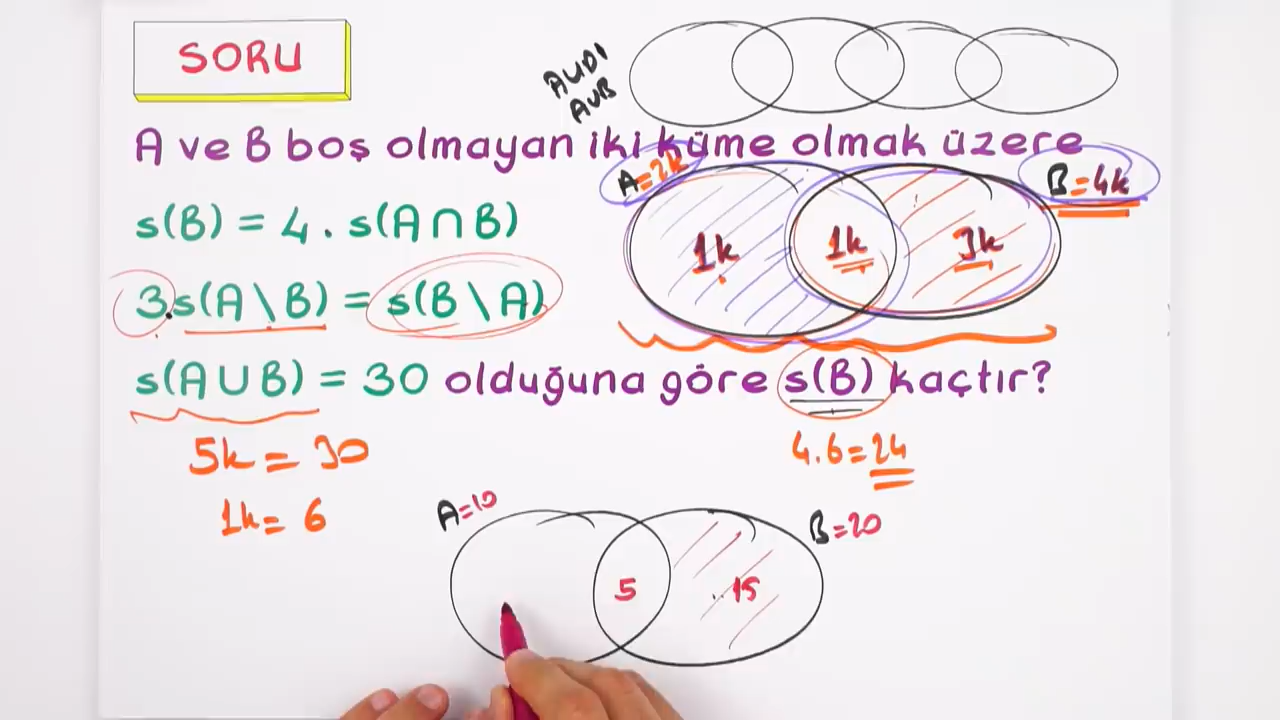 SORU
AUDI
AUB
A ve B boş olmayan iki küme olmak üzere
A=2k
B=4k
s(B) = 4 . s(A∩B)
1k
1k
3k
3.s(A\B) = s(B\A)
s(A∪B) = 30 olduğuna göre s(B) kaçtır?
5k = 30
4.6=24
1k= 6
A=10
B=20
5
15